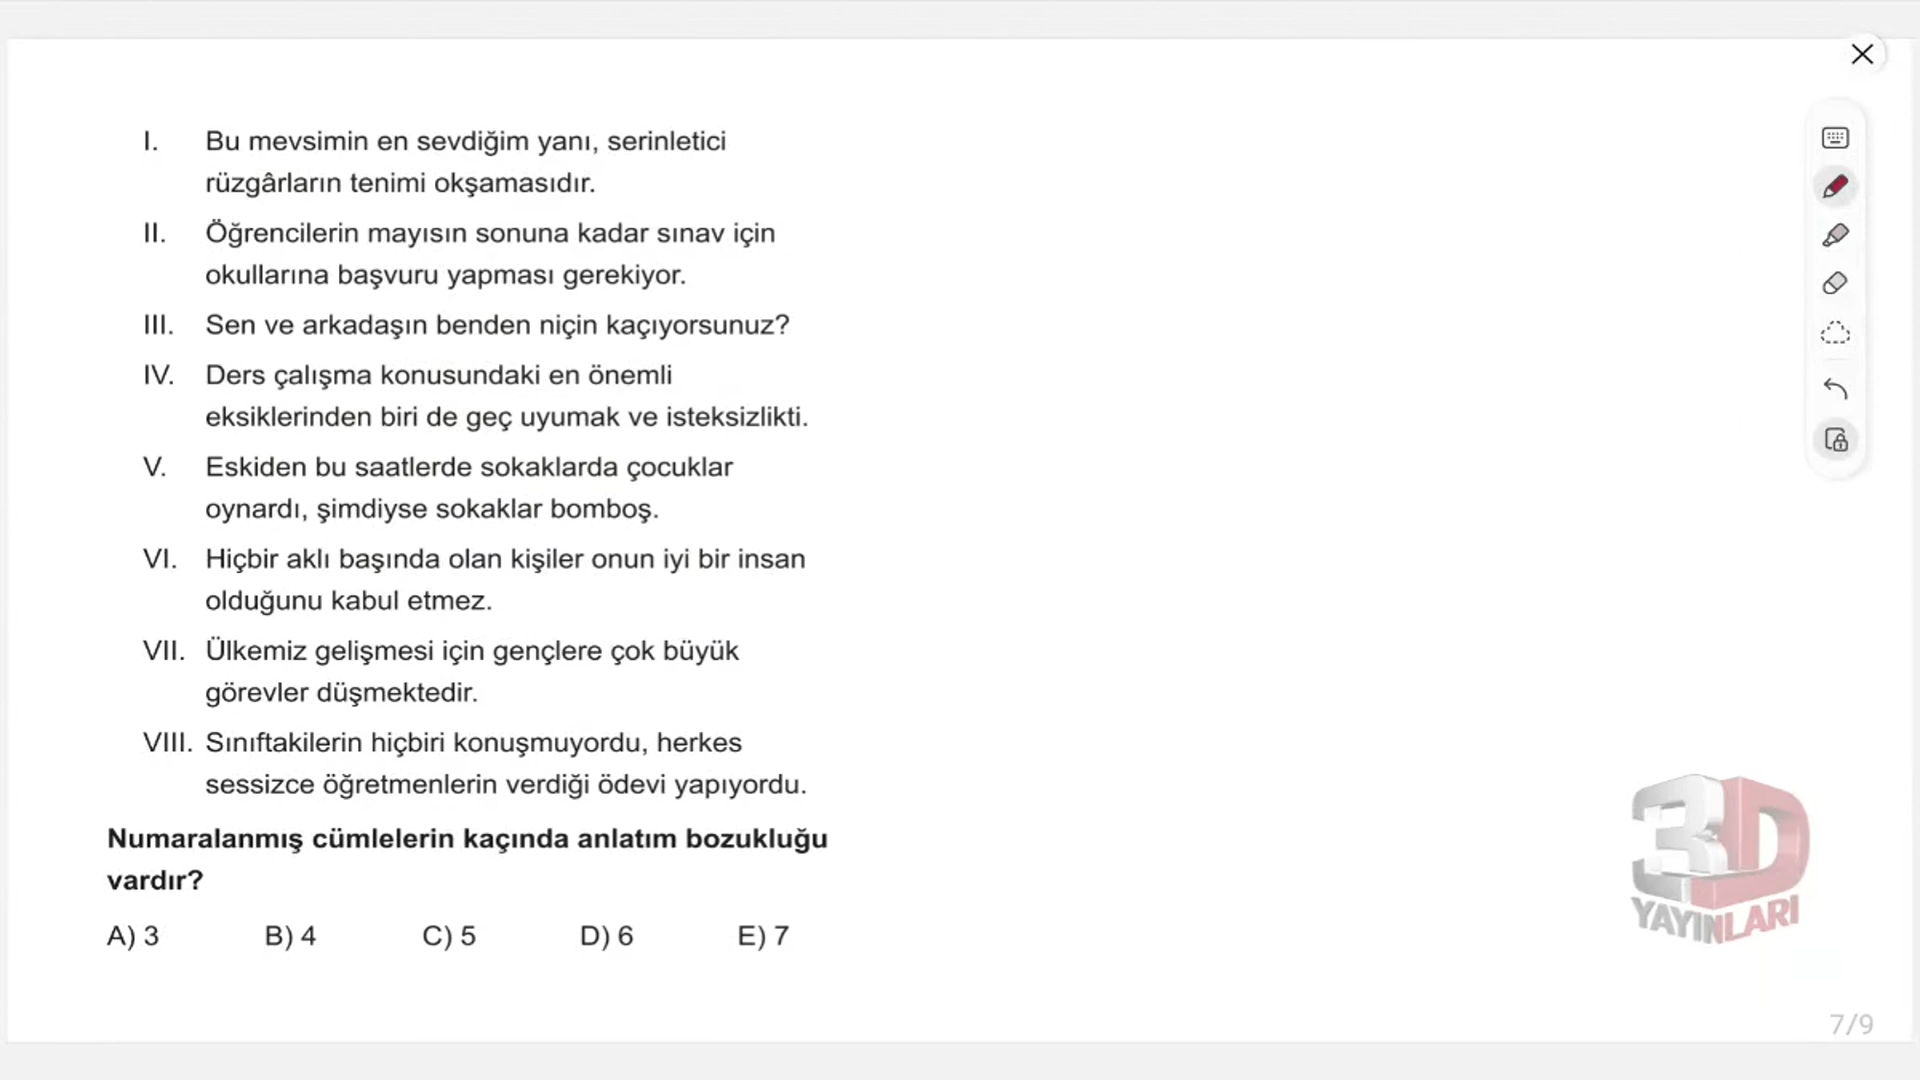 I. Bu mevsimin en sevdiğim yanı, serinletici
rüzgârların tenimi okşamasıdır.
II. Öğrencilerin mayısın sonuna kadar sınav için
okullarına başvuru yapması gerekiyor.
III. Sen ve arkadaşın benden niçin kaçıyorsunuz?
IV. Ders çalışma konusundaki en önemli
eksiklerinden biri de geç uyumak ve isteksizlikti.
V. Eskiden bu saatlerde sokaklarda çocuklar
oynardı, şimdiyse sokaklar bomboş.
VI. Hiçbir aklı başında olan kişiler onun iyi bir insan
olduğunu kabul etmez.
VII. Ülkemiz gelişmesi için gençlere çok büyük
görevler düşmektedir.
VIII. Sınıftakilerin hiçbiri konuşmuyordu, herkes
sessizce öğretmenlerin verdiği ödevi yapıyordu.
Numaralanmış cümlelerin kaçında anlatım bozukluğu
vardır?
A) 3 B) 4 C) 5 D) 6 E) 7
3D
YAYINLARI
7/9